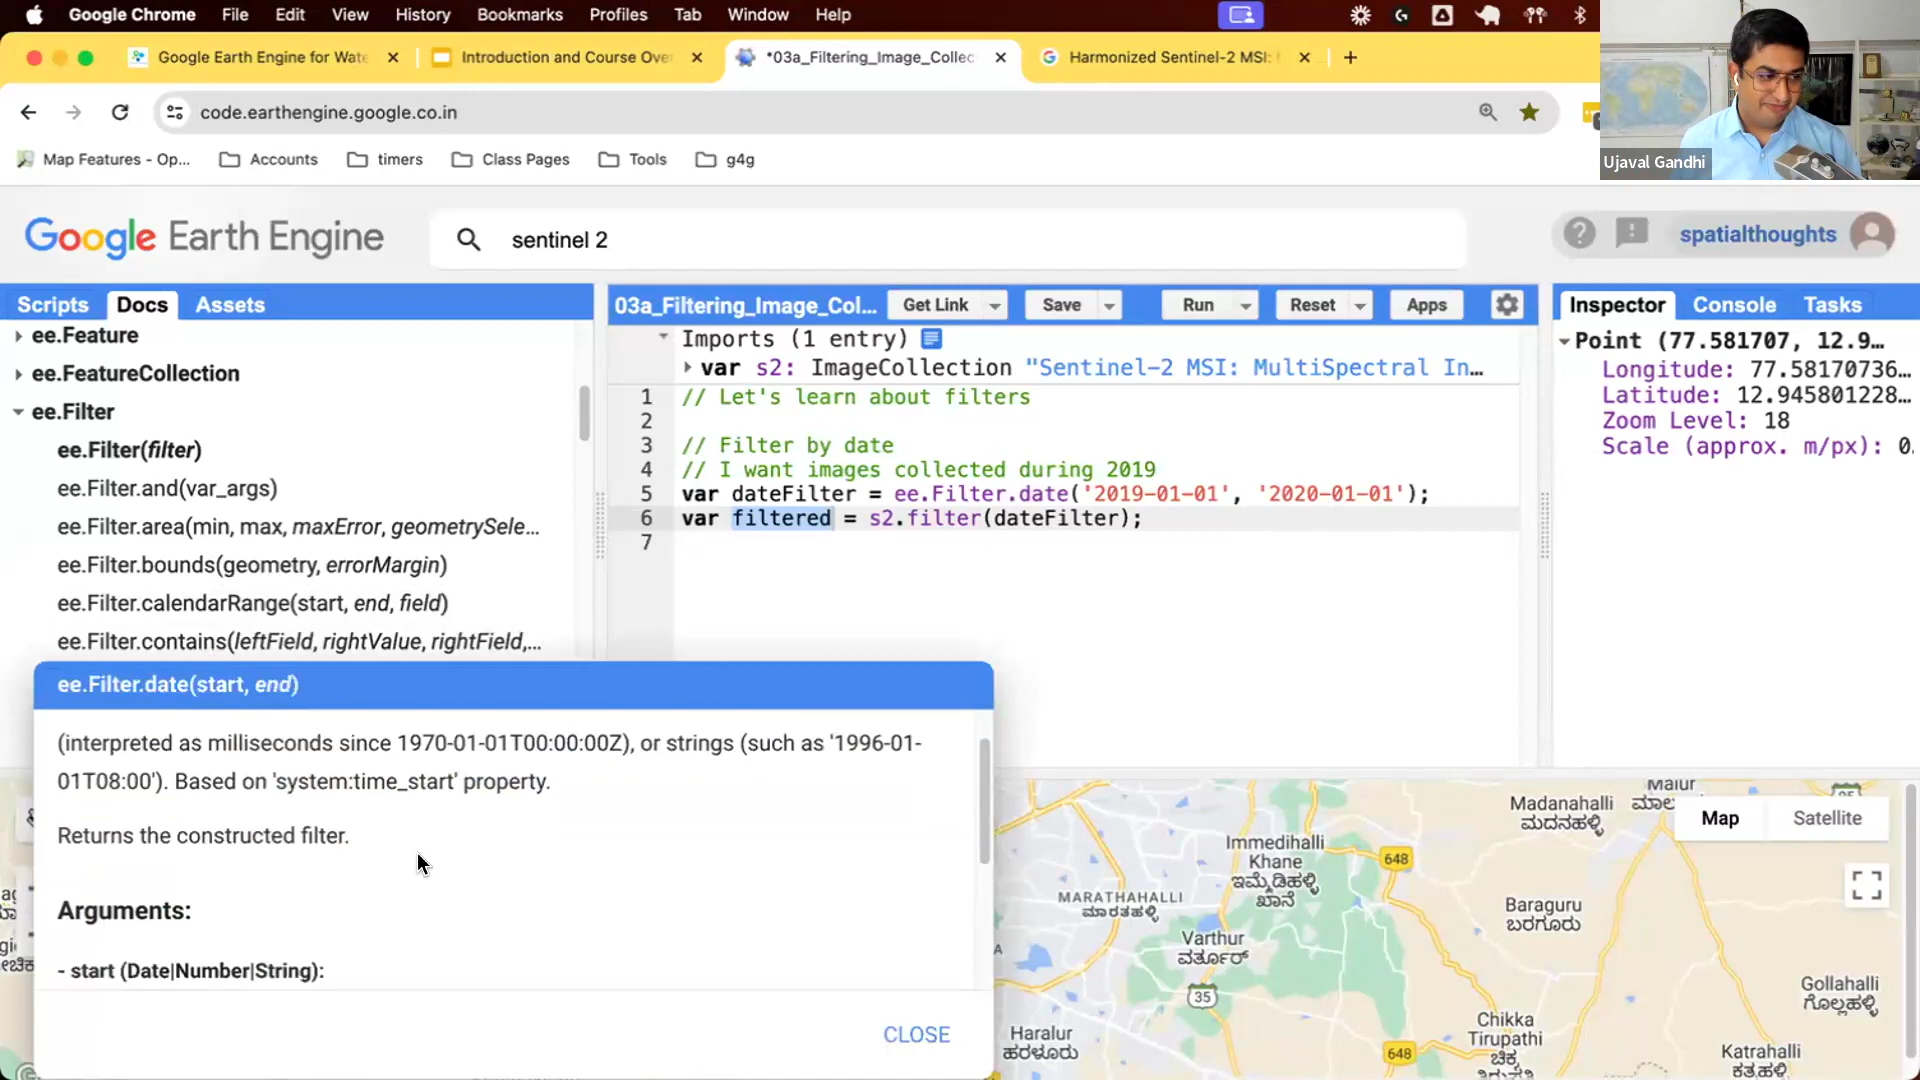 Google Chrome File Edit View History Bookmarks Profiles Tab Window Help
Google Earth Engine for Wate
Introduction and Course Ove
*03a_Filtering_Image_Collec
Harmonized Sentinel-2 MSI:
code.earthengine.google.co.in
Map Features - Op... Accounts timers Class Pages Tools g4g
Ujaval Gandhi
Google Earth Engine
sentinel 2
spatialthoughts
Scripts Docs Assets
ee.Feature
ee.FeatureCollection
ee.Filter
ee.Filter(filter)
ee.Filter.and(var_args)
ee.Filter.area(min, max, maxError, geometrySele...
ee.Filter.bounds(geometry, errorMargin)
ee.Filter.calendarRange(start, end, field)
ee.Filter.contains(leftField, rightValue, rightField,...
03a_Filtering_Image_Col... Get Link Save Run Reset Apps
Imports (1 entry)
var s2: ImageCollection "Sentinel-2 MSI: MultiSpectral In...
1 // Let's learn about filters
2
3 // Filter by date
4 // I want images collected during 2019
5 var dateFilter = ee.Filter.date('2019-01-01', '2020-01-01');
6 var filtered = s2.filter(dateFilter);
7
Inspector Console Tasks
Point (77.581707, 12.9...
Longitude: 77.58170736...
Latitude: 12.945801228...
Zoom Level: 18
Scale (approx. m/px): 0.
ee.Filter.date(start, end)
(interpreted as milliseconds since 1970-01-01T00:00:00Z), or strings (such as '1996-01-
01T08:00'). Based on 'system:time_start' property.
Returns the constructed filter.
Arguments:
- start (Date|Number|String):
CLOSE
Map Satellite
Madanahalli
ಮದನಹಳ್ಳಿ
Immedihalli
Khane
ಇಮ್ಮೆಡಿಹಳ್ಳಿ
ಖಾನೆ
648
MARATHAHALLI
ಮಾರತಹಳ್ಳಿ
Baraguru
ಬರಗೂರು
Varthur
ವರ್ತೂರ್
35
Gollahalli
ಗೊಲ್ಲಹಳ್ಳಿ
Haralur
ಹರಳೂರು
Chikka
Tirupathi
ಚಿಕ್ಕ
648
Katrahalli